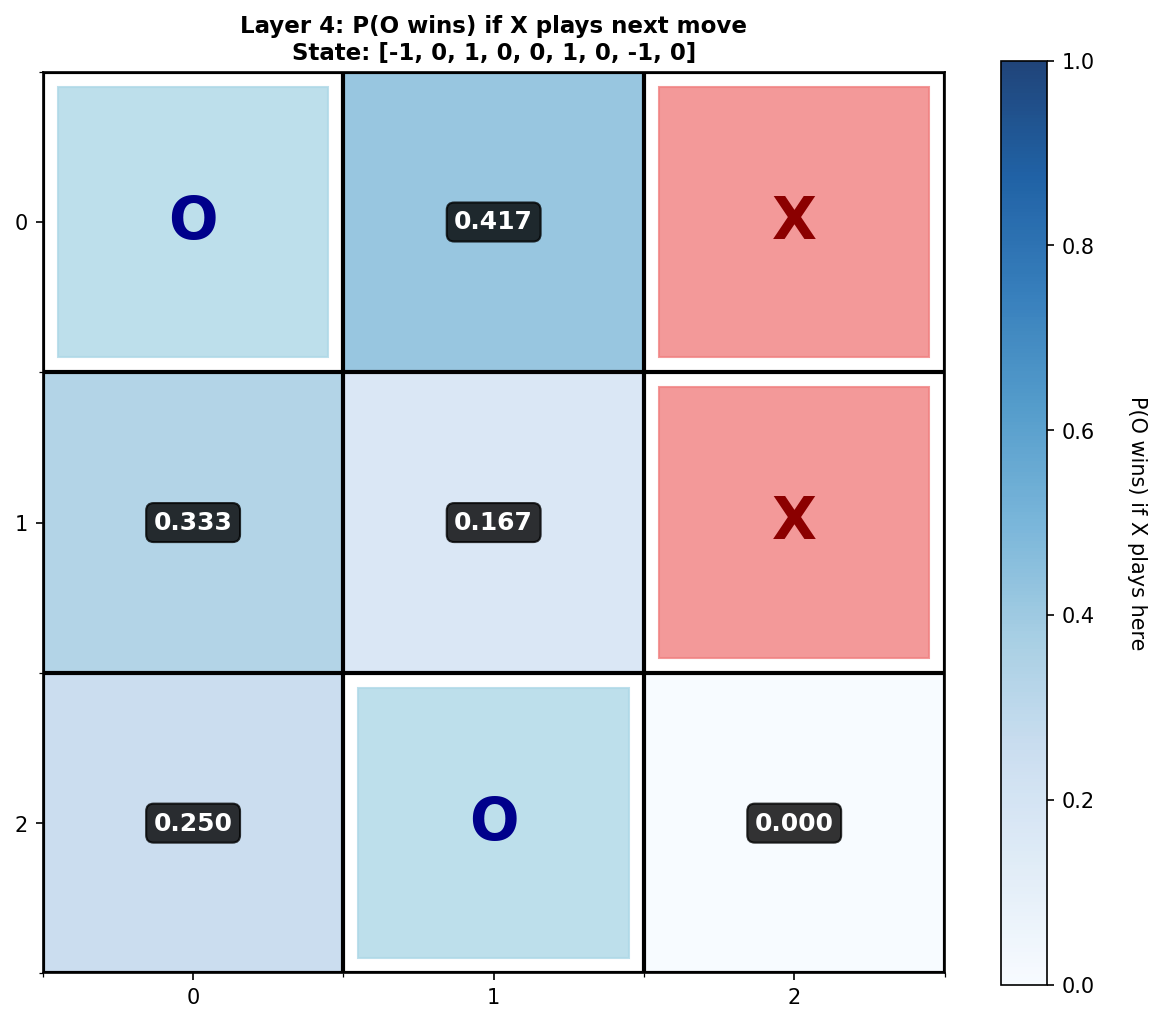 Layer 4: P(O wins) if X plays next move
State: [-1, 0, 1, 0, 0, 1, 0, -1, 0]
0
O
0.417
X
1
0.333
0.167
X
2
0.250
O
0.000
0
1
2
1.0
0.8
0.6
0.4
0.2
0.0
P(O wins) if X plays here